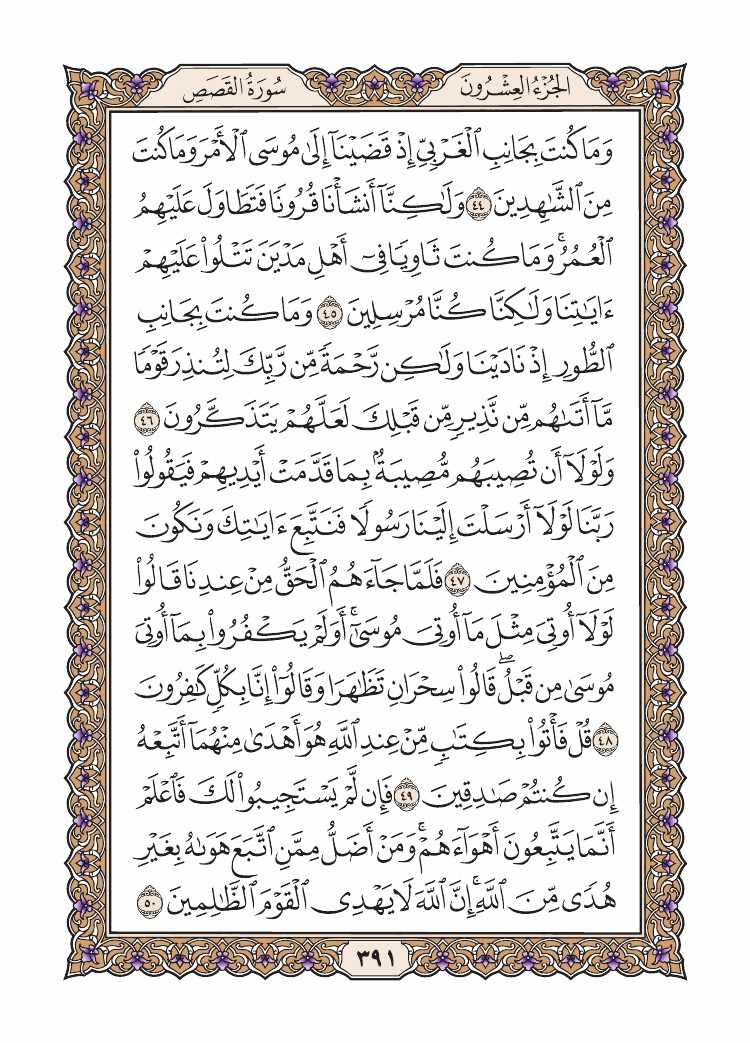 الجُزْءُ العِشْرُونَ
سُورَةُ القَصَصِ
وَمَا كُنتَ بِجَانِبِ ٱلْغَرْبِيِّ إِذْ قَضَيْنَآ إِلَىٰ مُوسَى ٱلْأَمْرَ وَمَا كُنتَ
مِنَ ٱلشَّٰهِدِينَ ٤٤ وَلَٰكِنَّآ أَنشَأْنَا قُرُونًا فَتَطَاوَلَ عَلَيْهِمُ
ٱلْعُمُرُ ۚ وَمَا كُنتَ ثَاوِيًا فِىٓ أَهْلِ مَدْيَنَ تَتْلُوا۟ عَلَيْهِمْ
ءَايَٰتِنَا وَلَٰكِنَّا كُنَّا مُرْسِلِينَ ٤٥ وَمَا كُنتَ بِجَانِبِ
ٱلطُّورِ إِذْ نَادَيْنَا وَلَٰكِن رَّحْمَةً مِّن رَّبِّكَ لِتُنذِرَ قَوْمًا
مَّآ أَتَىٰهُم مِّن نَّذِيرٍ مِّن قَبْلِكَ لَعَلَّهُمْ يَتَذَكَّرُونَ ٤٦
وَلَوْلَآ أَن تُصِيبَهُم مُّصِيبَةٌۢ بِمَا قَدَّمَتْ أَيْدِيهِمْ فَيَقُولُوا۟
رَبَّنَا لَوْلَآ أَرْسَلْتَ إِلَيْنَا رَسُولًا فَنَتَّبِعَ ءَايَٰتِكَ وَنَكُونَ
مِنَ ٱلْمُؤْمِنِينَ ٤٧ فَلَمَّا جَآءَهُمُ ٱلْحَقُّ مِنْ عِندِنَا قَالُوا۟
لَوْلَآ أُوتِىَ مِثْلَ مَآ أُوتِىَ مُوسَىٰٓ ۚ أَوَلَمْ يَكْفُرُوا۟ بِمَآ أُوتِىَ
مُوسَىٰ مِن قَبْلُ ۖ قَالُوا۟ سِحْرَانِ تَظَٰهَرَا وَقَالُوٓا۟ إِنَّا بِكُلٍّ كَٰفِرُونَ
٤٨ قُلْ فَأْتُوا۟ بِكِتَٰبٍ مِّنْ عِندِ ٱللَّهِ هُوَ أَهْدَىٰ مِنْهُمَآ أَتَّبِعْهُ
إِن كُنتُمْ صَٰدِقِينَ ٤٩ فَإِن لَّمْ يَسْتَجِيبُوا۟ لَكَ فَٱعْلَمْ
أَنَّمَا يَتَّبِعُونَ أَهْوَآءَهُمْ ۚ وَمَنْ أَضَلُّ مِمَّنِ ٱتَّبَعَ هَوَىٰهُ بِغَيْرِ
هُدًى مِّنَ ٱللَّهِ ۚ إِنَّ ٱللَّهَ لَا يَهْدِى ٱلْقَوْمَ ٱلظَّٰلِمِينَ ٥٠
٣٩١